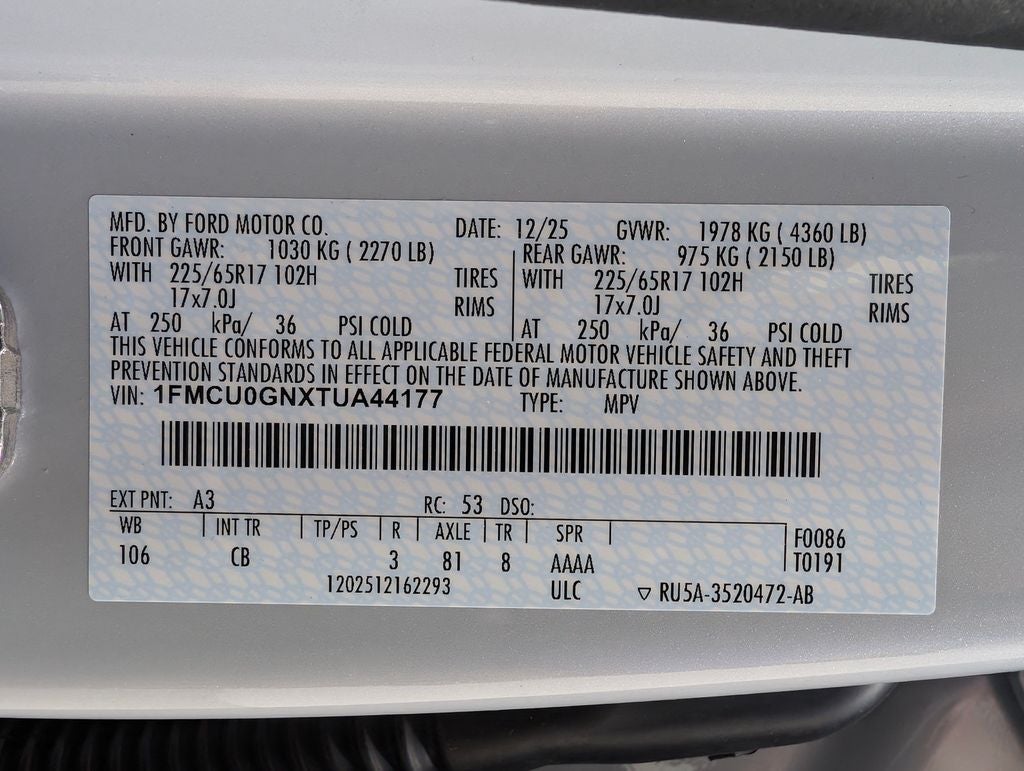 MFD. BY FORD MOTOR CO. DATE: 12/25 GVWR: 1978 KG ( 4360 LB)
FRONT GAWR: 1030 KG ( 2270 LB) REAR GAWR: 975 KG ( 2150 LB)
WITH 225/65R17 102H TIRES WITH 225/65R17 102H TIRES
17x7.0J RIMS 17x7.0J RIMS
AT 250 kPa/ 36 PSI COLD AT 250 kPa/ 36 PSI COLD
THIS VEHICLE CONFORMS TO ALL APPLICABLE FEDERAL MOTOR VEHICLE SAFETY AND THEFT
PREVENTION STANDARDS IN EFFECT ON THE DATE OF MANUFACTURE SHOWN ABOVE.
VIN: 1FMCU0GNXTUA44177 TYPE: MPV
EXT PNT: A3 RC: 53 DSO:
WB INT TR TP/PS R AXLE TR SPR F0086
106 CB 3 81 8 AAAA T0191
1202512162293 ULC ▽ RU5A-3520472-AB